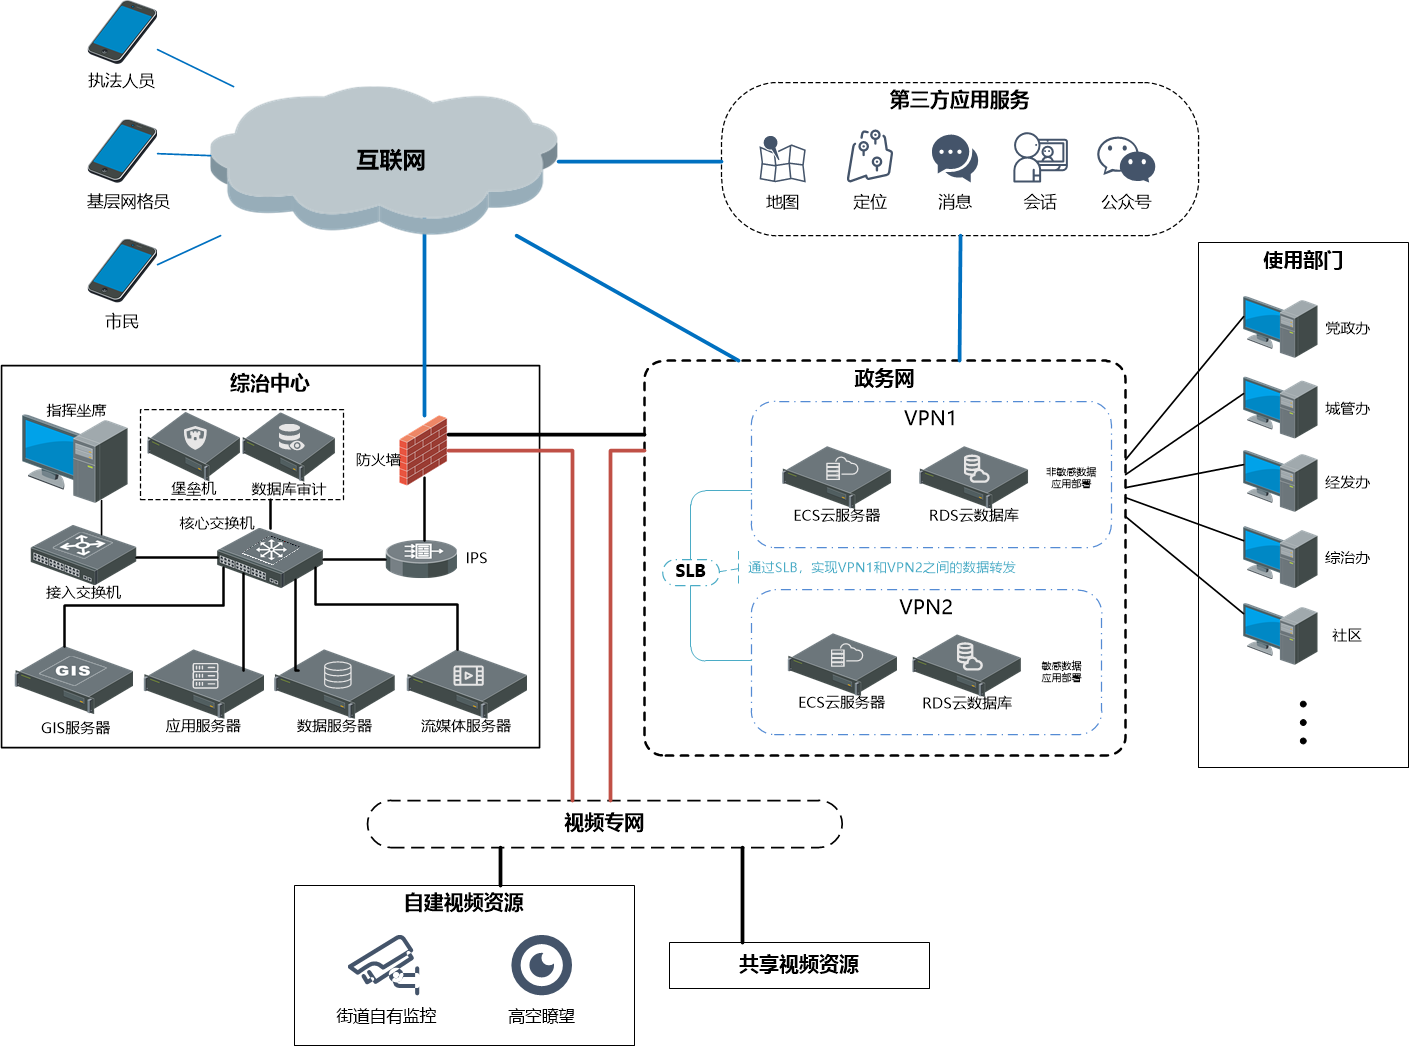 执法人员
基层网格员
市民
互联网
第三方应用服务
地图
定位
消息
会话
公众号
使用部门
党政办
城管办
经发办
综治办
社区
综治中心
指挥坐席
堡垒机
数据库审计
防火墙
核心交换机
IPS
接入交换机
GIS
GIS服务器
应用服务器
数据服务器
流媒体服务器
政务网
VPN1
ECS云服务器
RDS云数据库
非敏感数据
应用部署
SLB
通过SLB，实现VPN1和VPN2之间的数据转发
VPN2
ECS云服务器
RDS云数据库
敏感数据
应用部署
视频专网
自建视频资源
街道自有监控
高空瞭望
共享视频资源